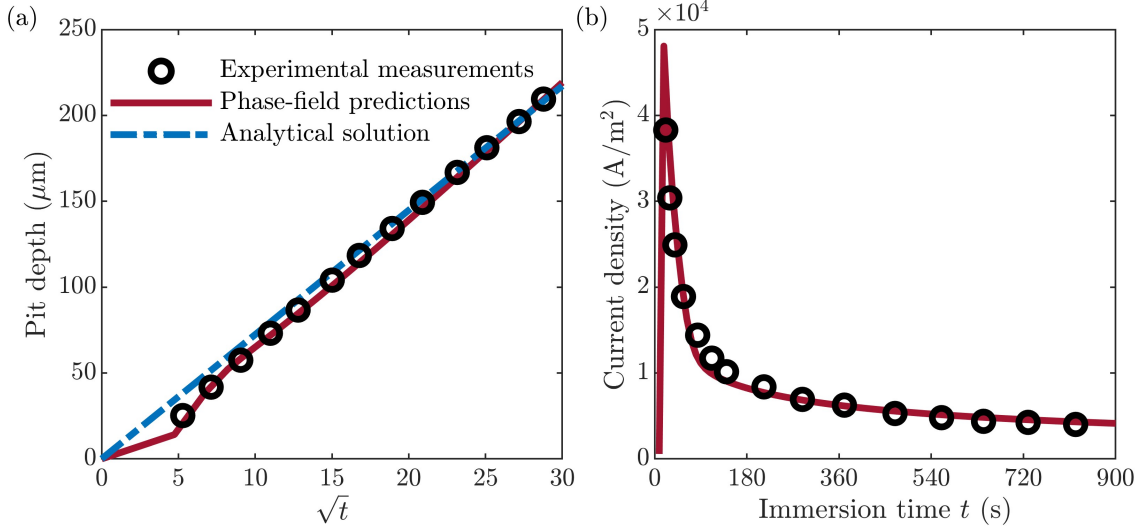 (a)
250
200
150
100
50
0
Pit depth (μm)
Experimental measurements
Phase-field predictions
Analytical solution
0 5 10 15 20 25 30
√t
(b)
×10⁴
5
4
3
2
1
0
Current density (A/m²)
0 180 360 540 720 900
Immersion time t (s)